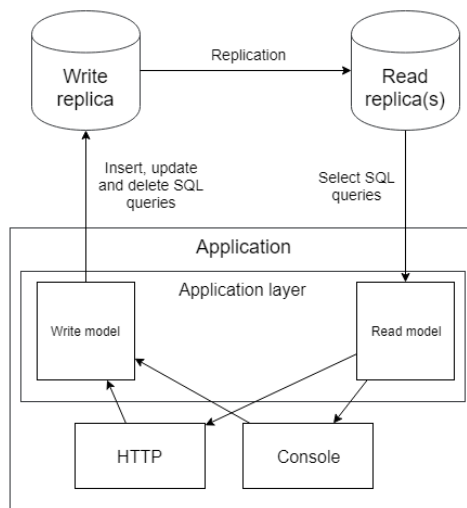 Write
replica
Replication
Read
replica(s)
Insert, update
and delete SQL
queries
Select SQL
queries
Application
Application layer
Write model
Read model
HTTP
Console